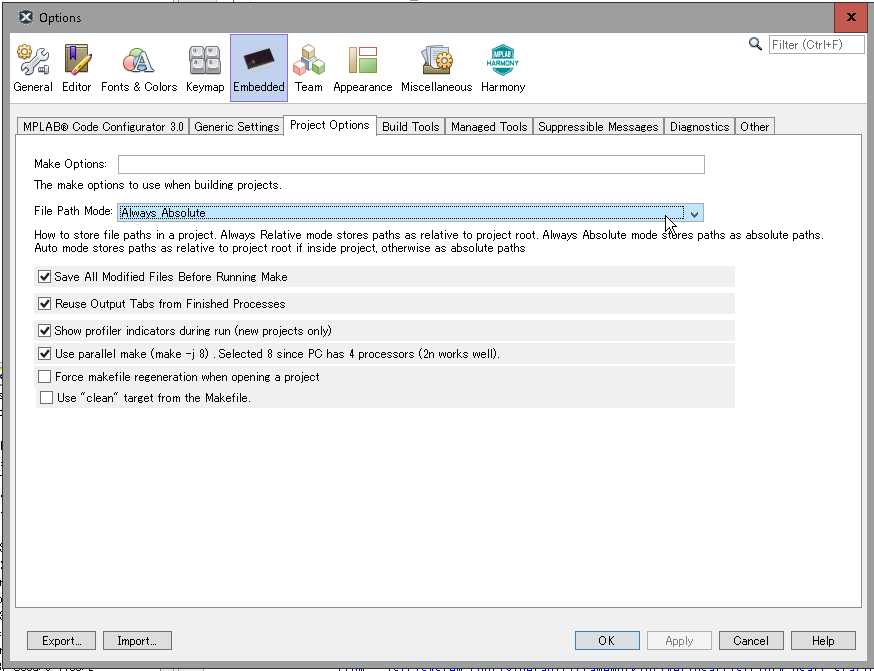 Options
x
Filter (Ctrl+F)
MPLAB
HARMONY
General Editor Fonts & Colors Keymap Embedded Team Appearance Miscellaneous Harmony
MPLAB® Code Configurator 3.0 Generic Settings Project Options Build Tools Managed Tools Suppressible Messages Diagnostics Other
Make Options:
The make options to use when building projects.
File Path Mode: Always Absolute
How to store file paths in a project. Always Relative mode stores paths as relative to project root. Always Absolute mode stores paths as absolute paths.
Auto mode stores paths as relative to project root if inside project, otherwise as absolute paths
Save All Modified Files Before Running Make
Reuse Output Tabs from Finished Processes
Show profiler indicators during run (new projects only)
Use parallel make (make -j 8) . Selected 8 since PC has 4 processors (2n works well).
Force makefile regeneration when opening a project
Use "clean" target from the Makefile.
Export... Import... OK Apply Cancel Help